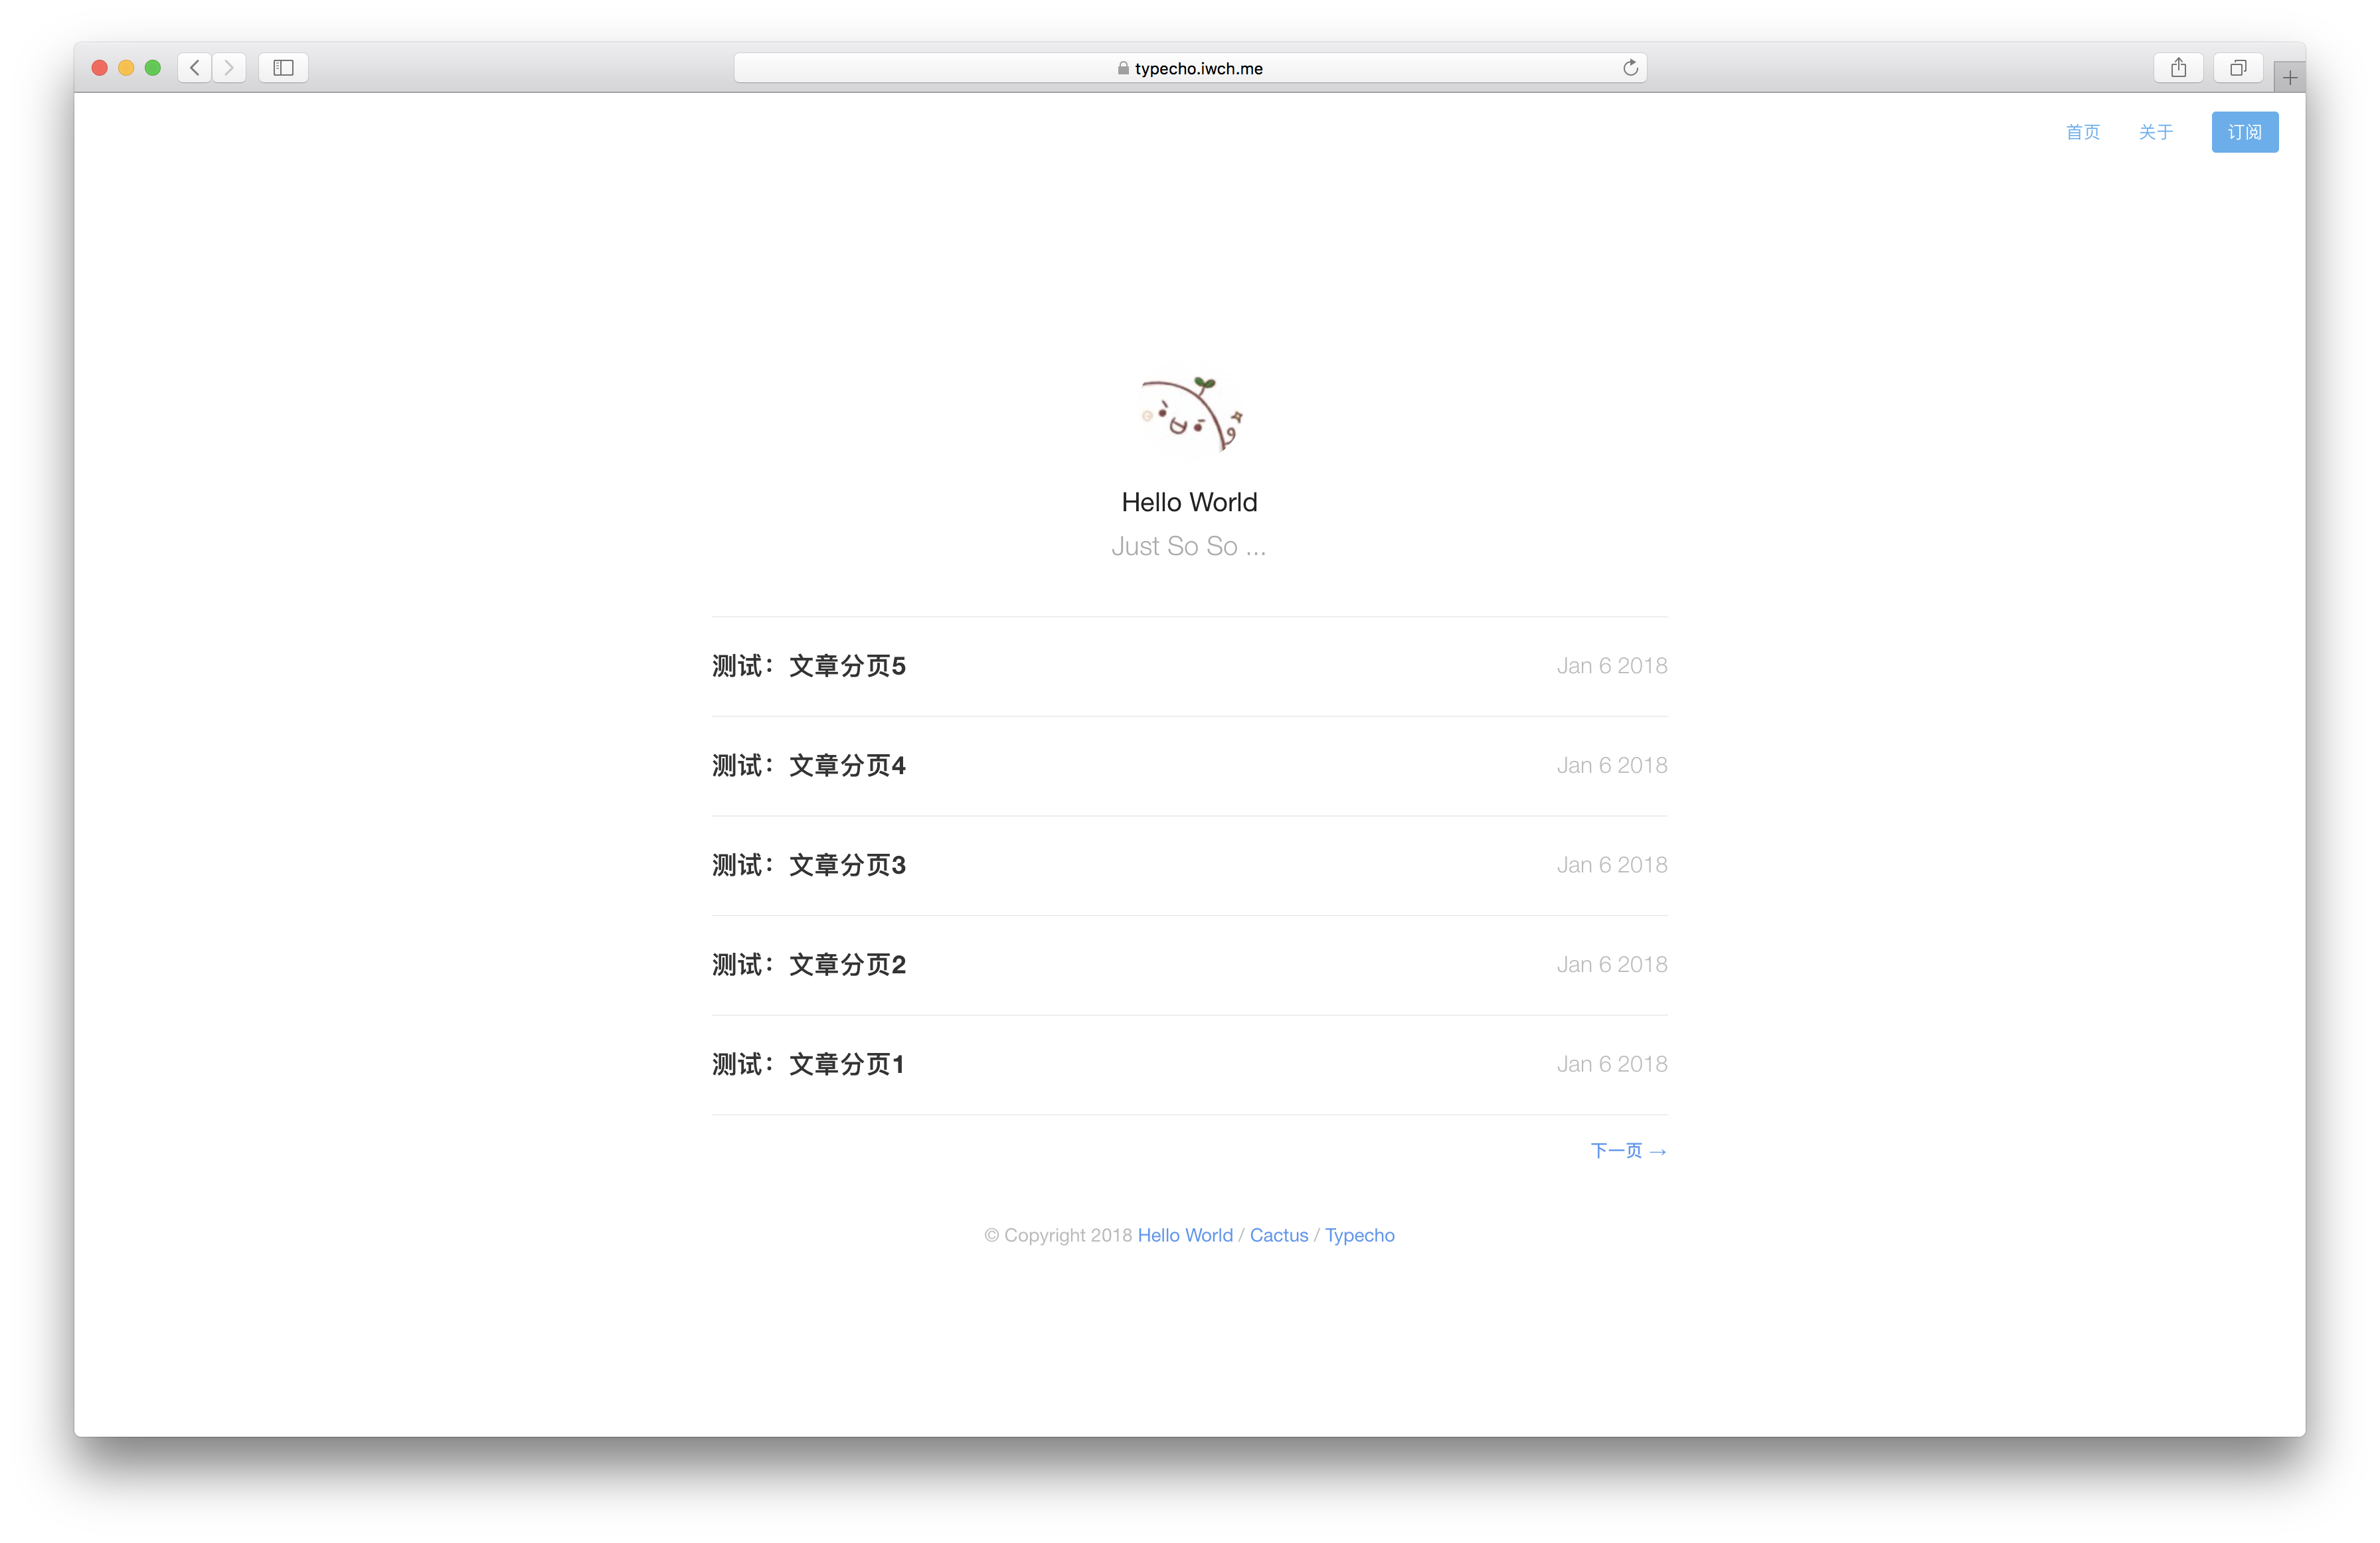 typecho.iwch.me
首页 关于 订阅
Hello World
Just So So ...
测试：文章分页5 Jan 6 2018
测试：文章分页4 Jan 6 2018
测试：文章分页3 Jan 6 2018
测试：文章分页2 Jan 6 2018
测试：文章分页1 Jan 6 2018
下一页 →
© Copyright 2018 Hello World / Cactus / Typecho